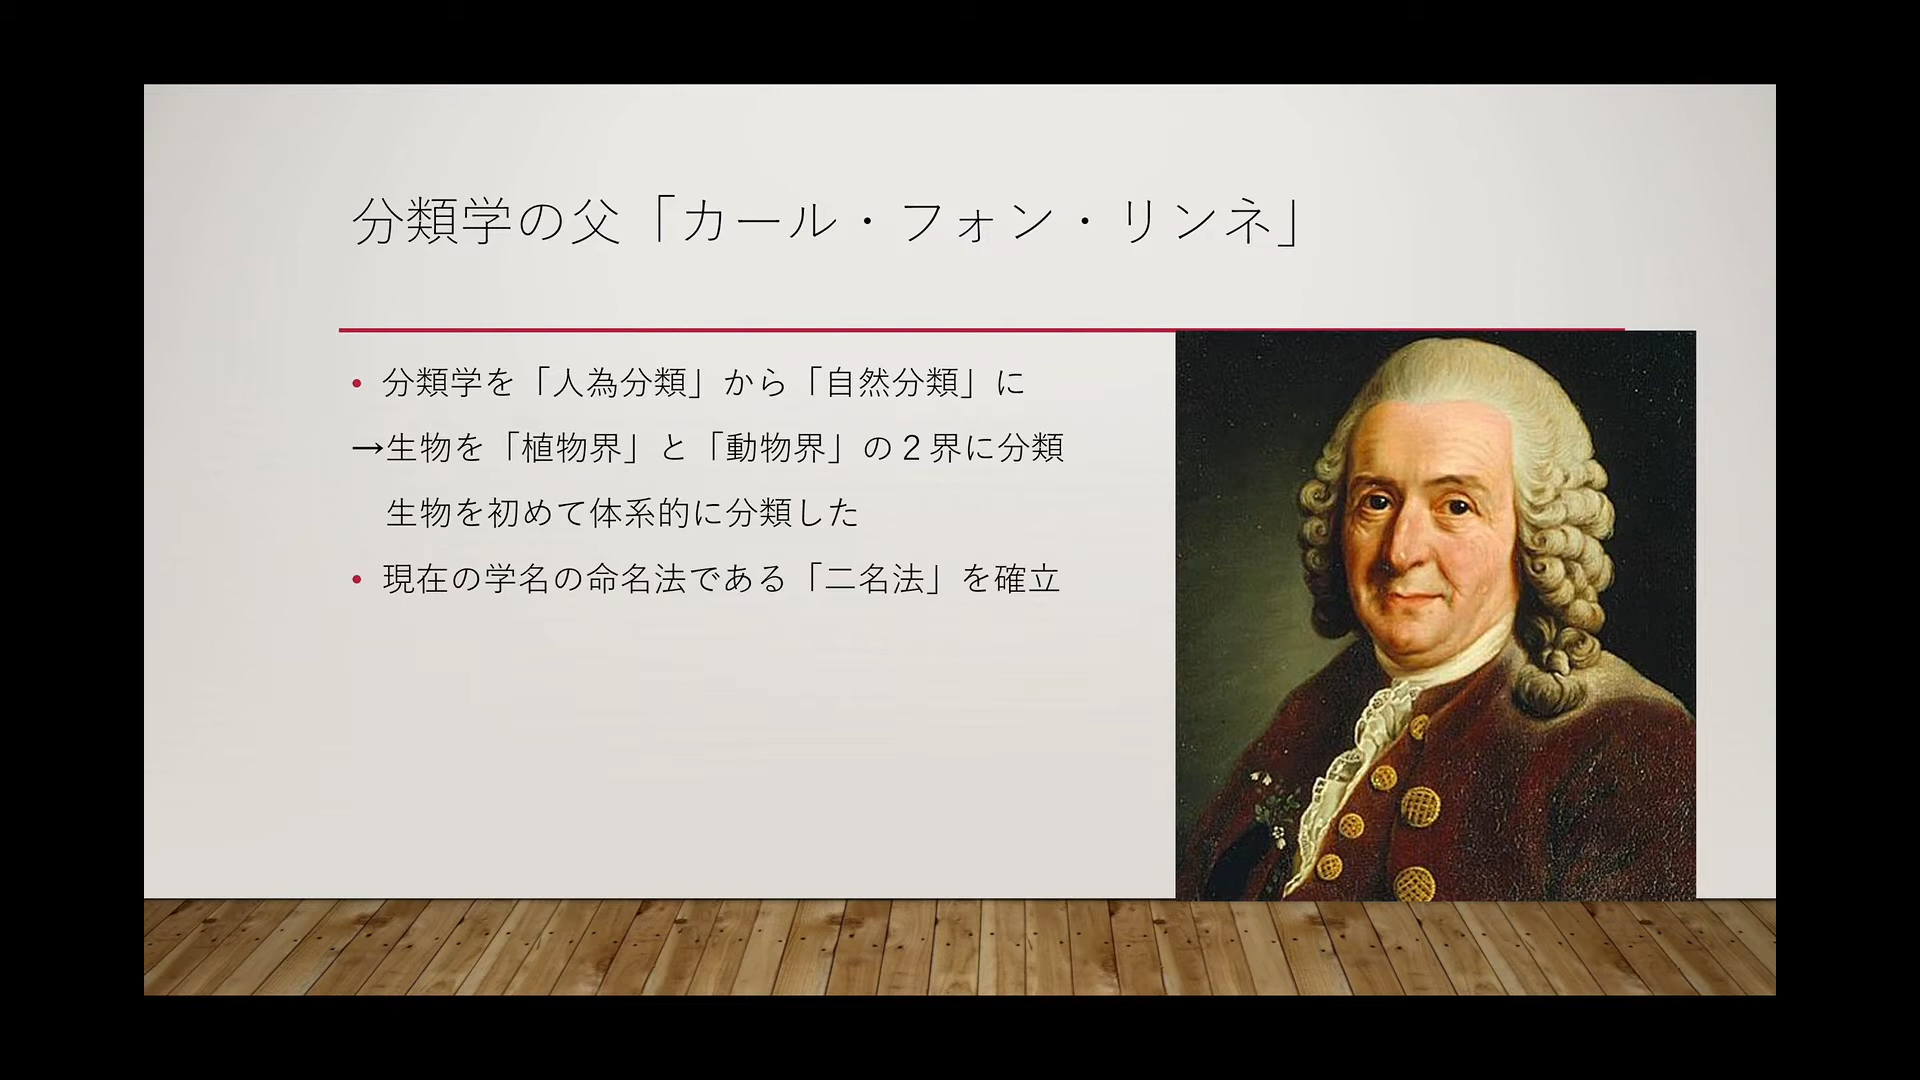 分類学の父「カール・フォン・リンネ」
• 分類学を「人為分類」から「自然分類」に
→生物を「植物界」と「動物界」の２界に分類
生物を初めて体系的に分類した
• 現在の学名の命名法である「二名法」を確立